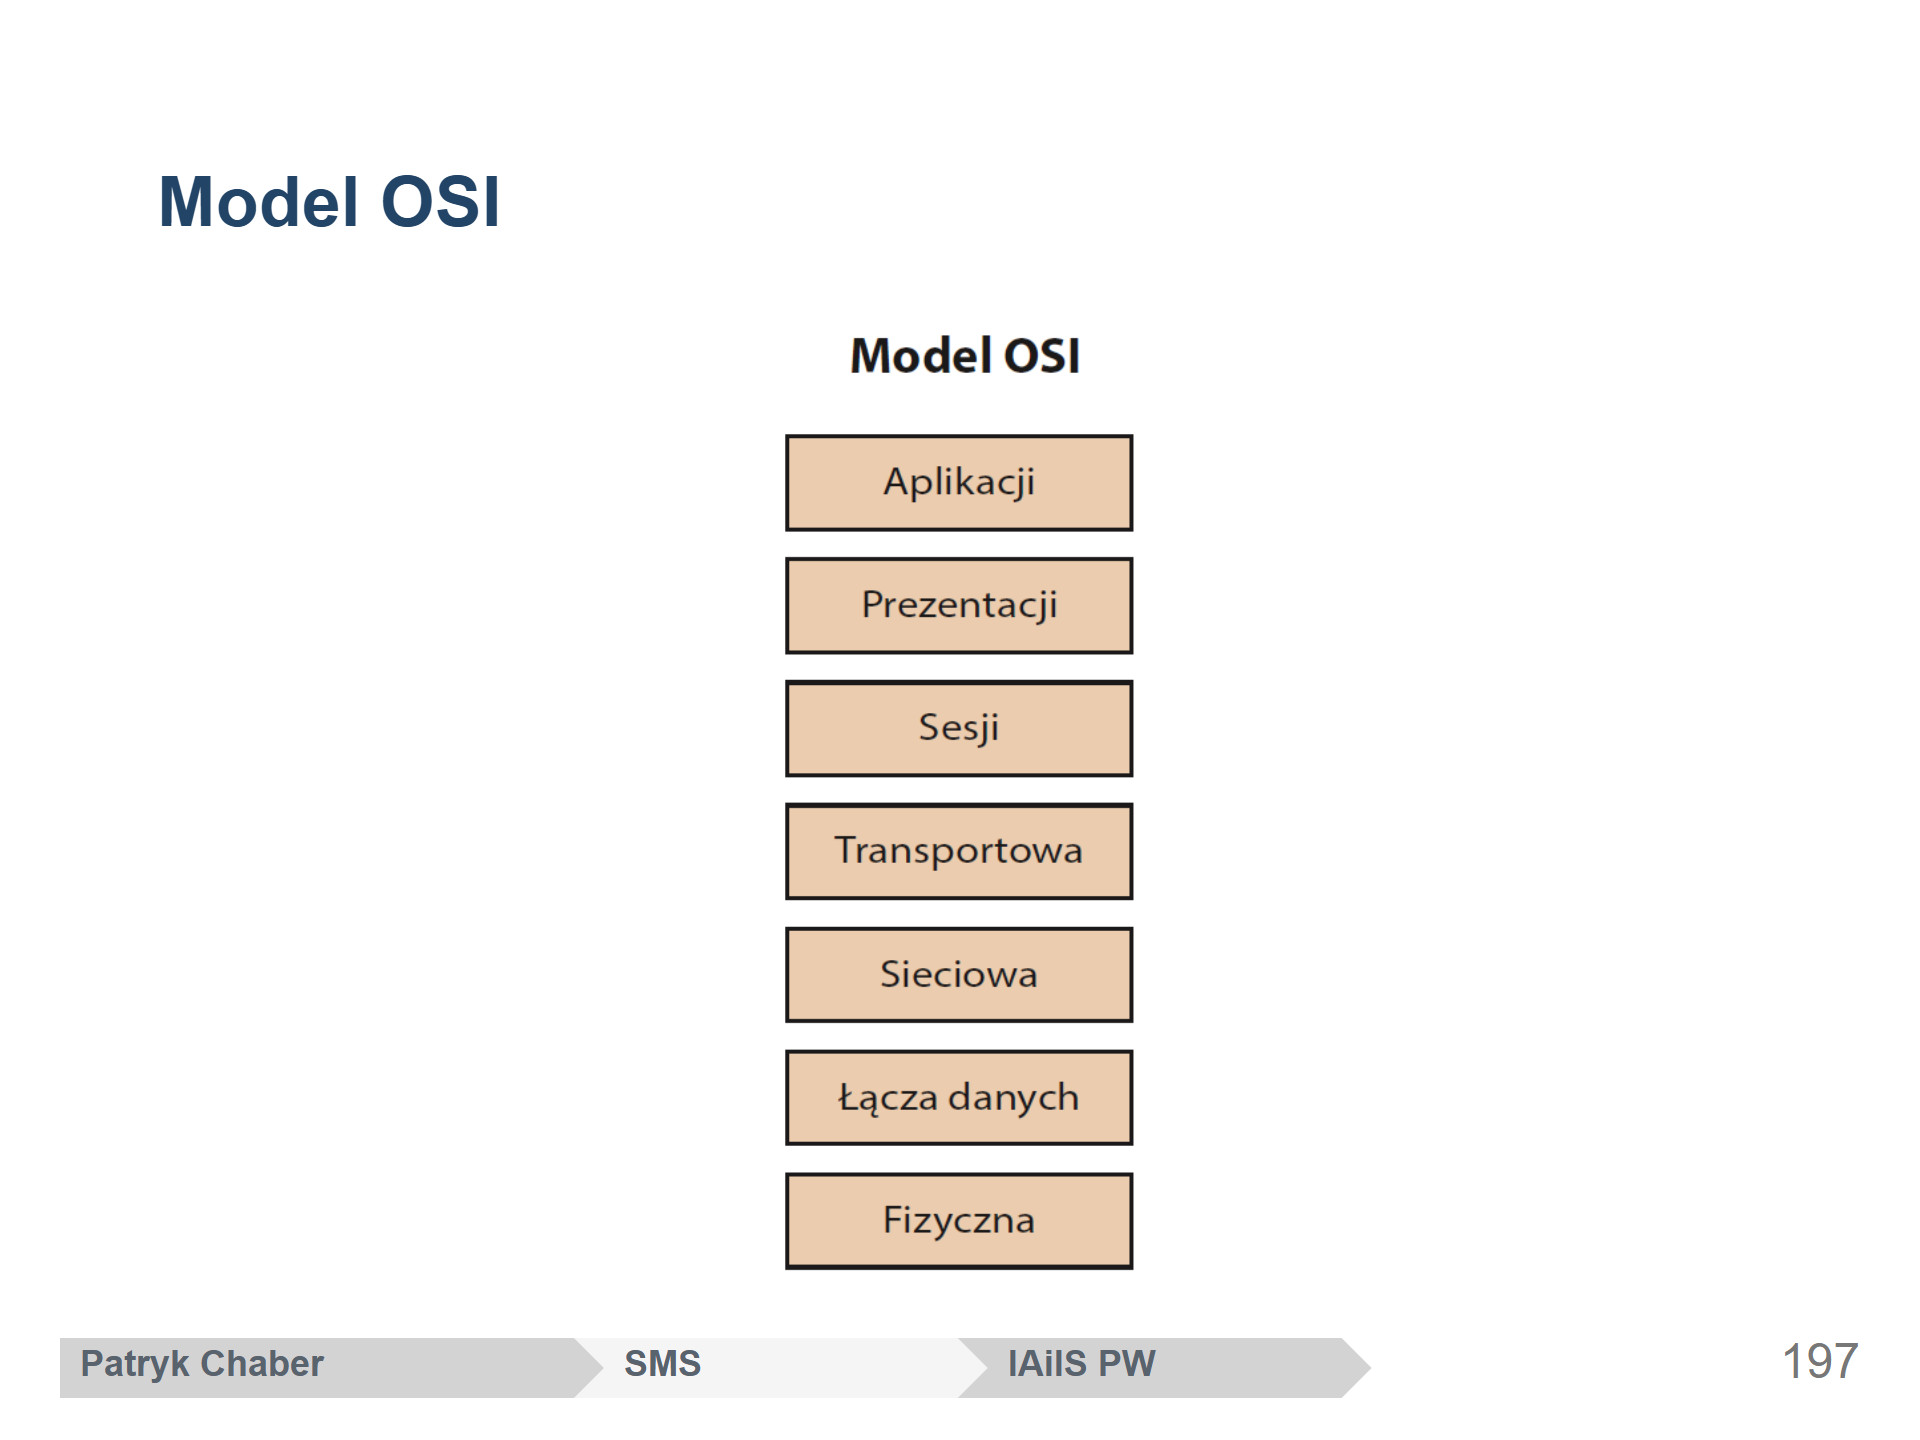 Model OSI
Model OSI
Aplikacji
Prezentacji
Sesji
Transportowa
Sieciowa
Łącza danych
Fizyczna
Patryk Chaber
SMS
IAiIS PW
197